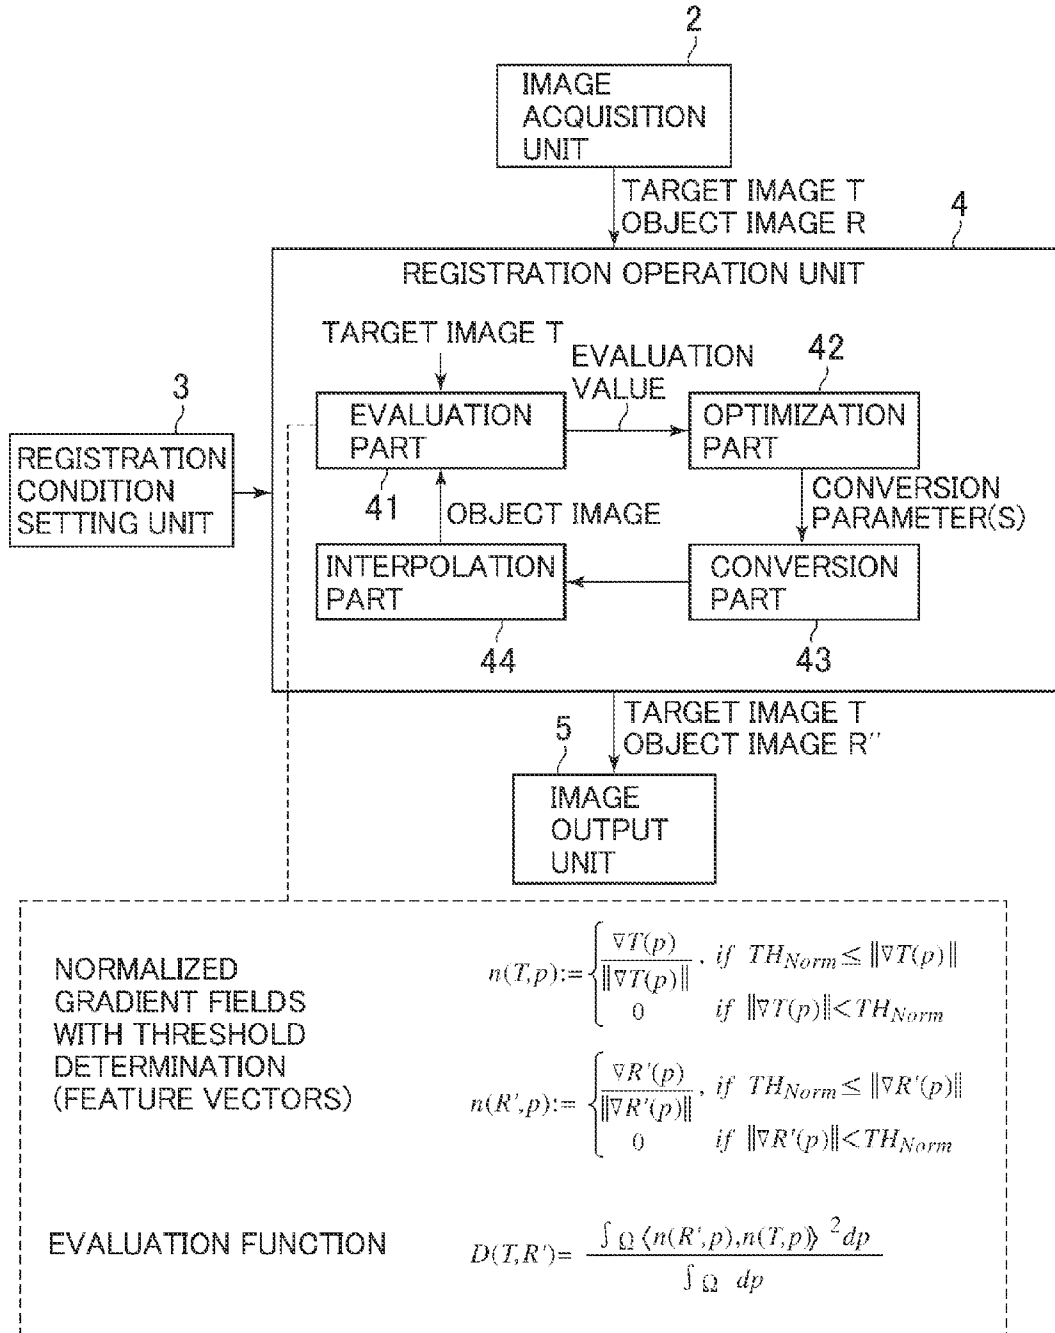 2
IMAGE
ACQUISITION
UNIT
TARGET IMAGE T
OBJECT IMAGE R
4
REGISTRATION OPERATION UNIT
TARGET IMAGE T
EVALUATION
VALUE
42
3
EVALUATION
PART
OPTIMIZATION
PART
REGISTRATION
CONDITION
SETTING UNIT
41
OBJECT IMAGE
CONVERSION
PARAMETER(S)
INTERPOLATION
PART
CONVERSION
PART
44
43
TARGET IMAGE T
OBJECT IMAGE R''
5
IMAGE
OUTPUT
UNIT
NORMALIZED
GRADIENT FIELDS
WITH THRESHOLD
DETERMINATION
(FEATURE VECTORS)
n(T,p):= { ∇T(p) / ‖∇T(p)‖ , if TH_Norm ≤ ‖∇T(p)‖
0 if ‖∇T(p)‖ < TH_Norm
n(R',p):= { ∇R'(p) / ‖∇R'(p)‖ , if TH_Norm ≤ ‖∇R'(p)‖
0 if ‖∇R'(p)‖ < TH_Norm
EVALUATION FUNCTION
D(T,R')= ∫Ω ⟨n(R',p),n(T,p)⟩ ² dp / ∫Ω dp